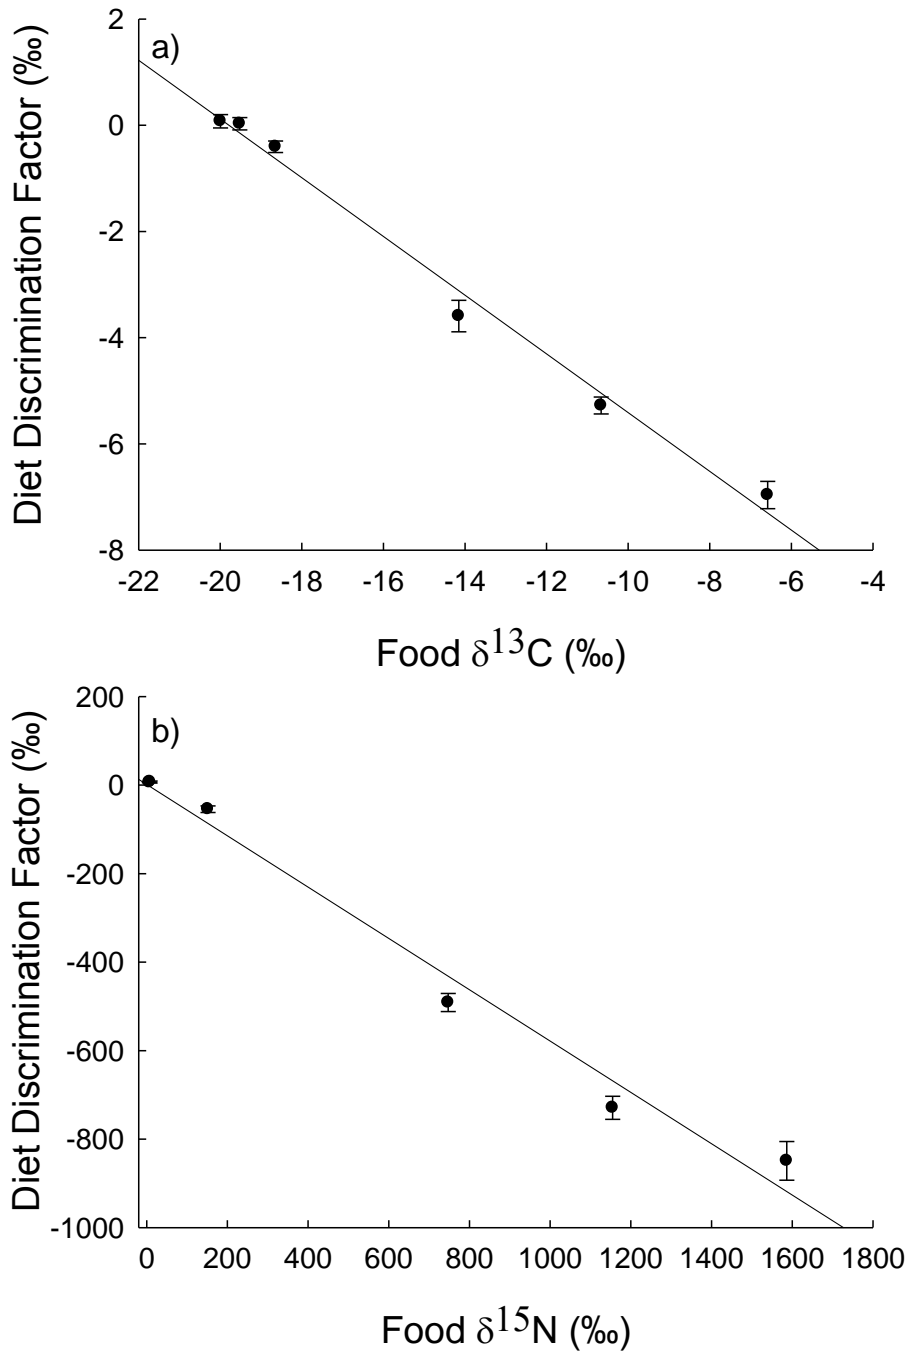 a)
Diet Discrimination Factor (‰)
2
0
-2
-4
-6
-8
-22 -20 -18 -16 -14 -12 -10 -8 -6 -4
Food δ13C (‰)
b)
Diet Discrimination Factor (‰)
200
0
-200
-400
-600
-800
-1000
0 200 400 600 800 1000 1200 1400 1600 1800
Food δ15N (‰)